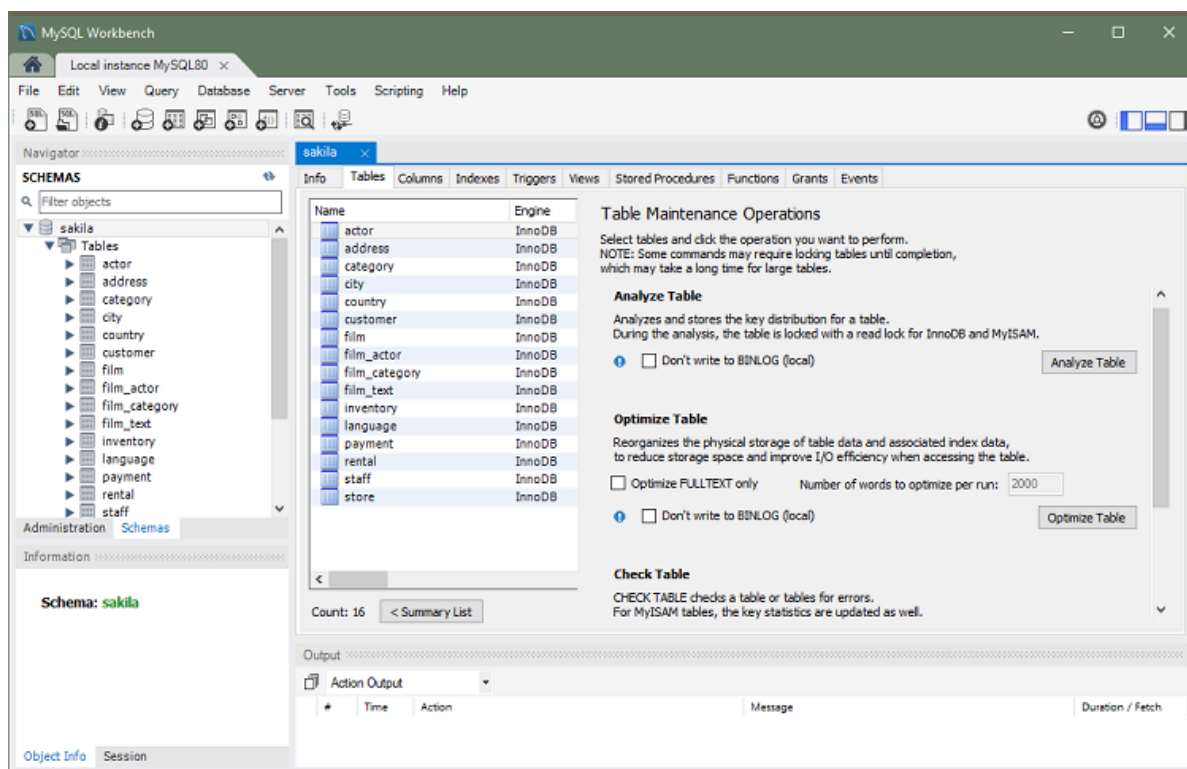 MySQL Workbench
Local instance MySQL80
File Edit View Query Database Server Tools Scripting Help
Navigator
SCHEMAS
Filter objects
sakila
Tables
actor
address
category
city
country
customer
film
film_actor
film_category
film_text
inventory
language
payment
rental
staff
Administration Schemas
Information
Schema: sakila
Object Info Session
sakila
Info Tables Columns Indexes Triggers Views Stored Procedures Functions Grants Events
Name Engine
actor InnoDB
address InnoDB
category InnoDB
city InnoDB
country InnoDB
customer InnoDB
film InnoDB
film_actor InnoDB
film_category InnoDB
film_text InnoDB
inventory InnoDB
language InnoDB
payment InnoDB
rental InnoDB
staff InnoDB
store InnoDB
Count: 16 < Summary List
Table Maintenance Operations
Select tables and click the operation you want to perform.
NOTE: Some commands may require locking tables until completion,
which may take a long time for large tables.
Analyze Table
Analyzes and stores the key distribution for a table.
During the analysis, the table is locked with a read lock for InnoDB and MyISAM.
Don't write to BINLOG (local) Analyze Table
Optimize Table
Reorganizes the physical storage of table data and associated index data,
to reduce storage space and improve I/O efficiency when accessing the table.
Optimize FULLTEXT only Number of words to optimize per run: 2000
Don't write to BINLOG (local) Optimize Table
Check Table
CHECK TABLE checks a table or tables for errors.
For MyISAM tables, the key statistics are updated as well.
Output
Action Output
# Time Action Message Duration / Fetch